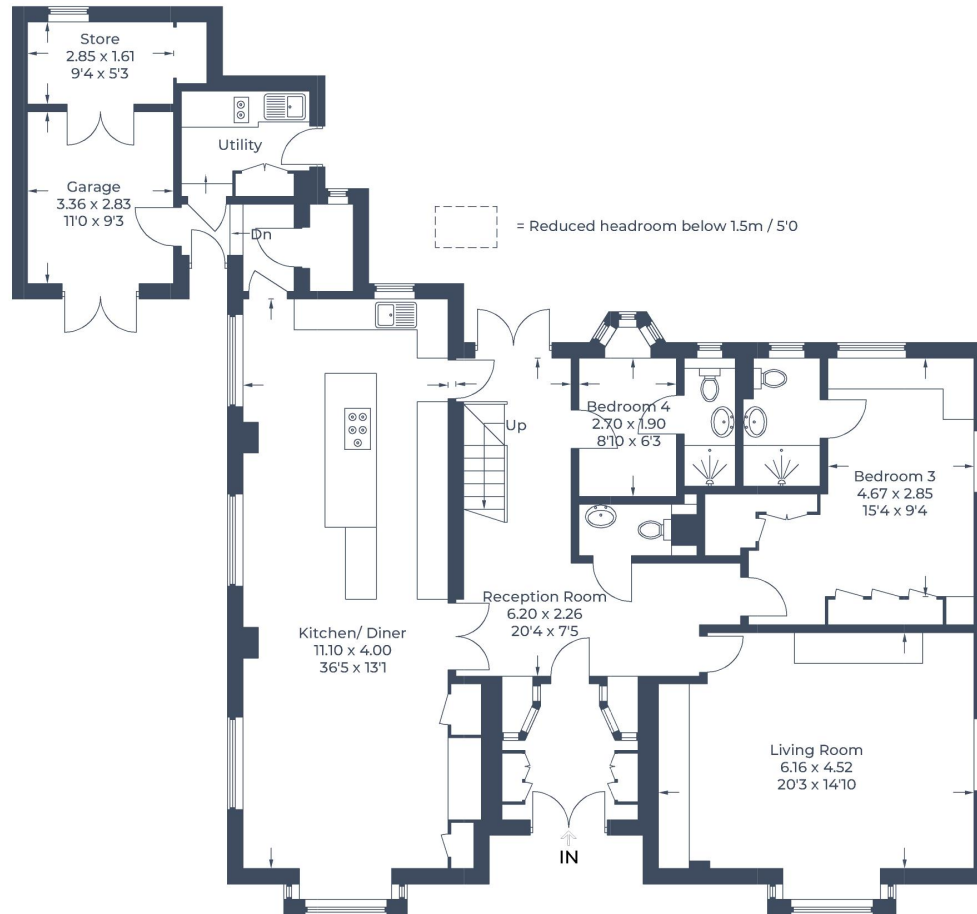 Store
2.85 x 1.61
9'4 x 5'3
Utility
Garage
3.36 x 2.83
11'0 x 9'3
Dn
= Reduced headroom below 1.5m / 5'0
Bedroom 4
2.70 x 1.90
8'10 x 6'3
Up
Bedroom 3
4.67 x 2.85
15'4 x 9'4
Reception Room
6.20 x 2.26
20'4 x 7'5
Kitchen/ Diner
11.10 x 4.00
36'5 x 13'1
Living Room
6.16 x 4.52
20'3 x 14'10
IN